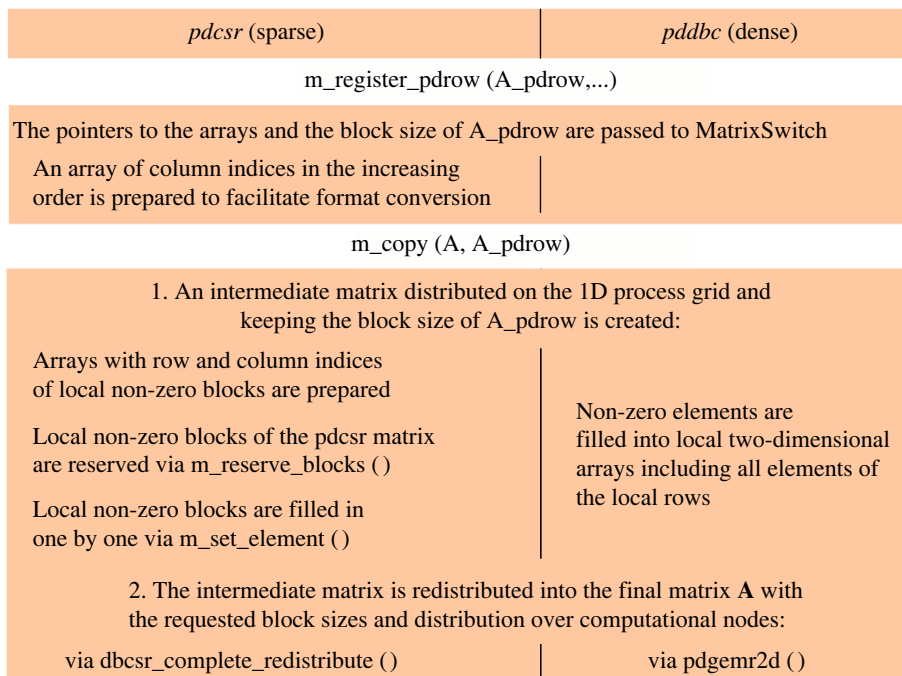 pdcsr (sparse)
pddbc (dense)
m_register_pdrow (A_pdrow,...)
The pointers to the arrays and the block size of A_pdrow are passed to MatrixSwitch
An array of column indices in the increasing
order is prepared to facilitate format conversion
m_copy (A, A_pdrow)
1. An intermediate matrix distributed on the 1D process grid and
keeping the block size of A_pdrow is created:
Arrays with row and column indices
of local non-zero blocks are prepared
Local non-zero blocks of the pdcsr matrix
are reserved via m_reserve_blocks ()
Local non-zero blocks are filled in
one by one via m_set_element ()
Non-zero elements are
filled into local two-dimensional
arrays including all elements of
the local rows
2. The intermediate matrix is redistributed into the final matrix A with
the requested block sizes and distribution over computational nodes:
via dbcsr_complete_redistribute ()
via pdgemr2d ()